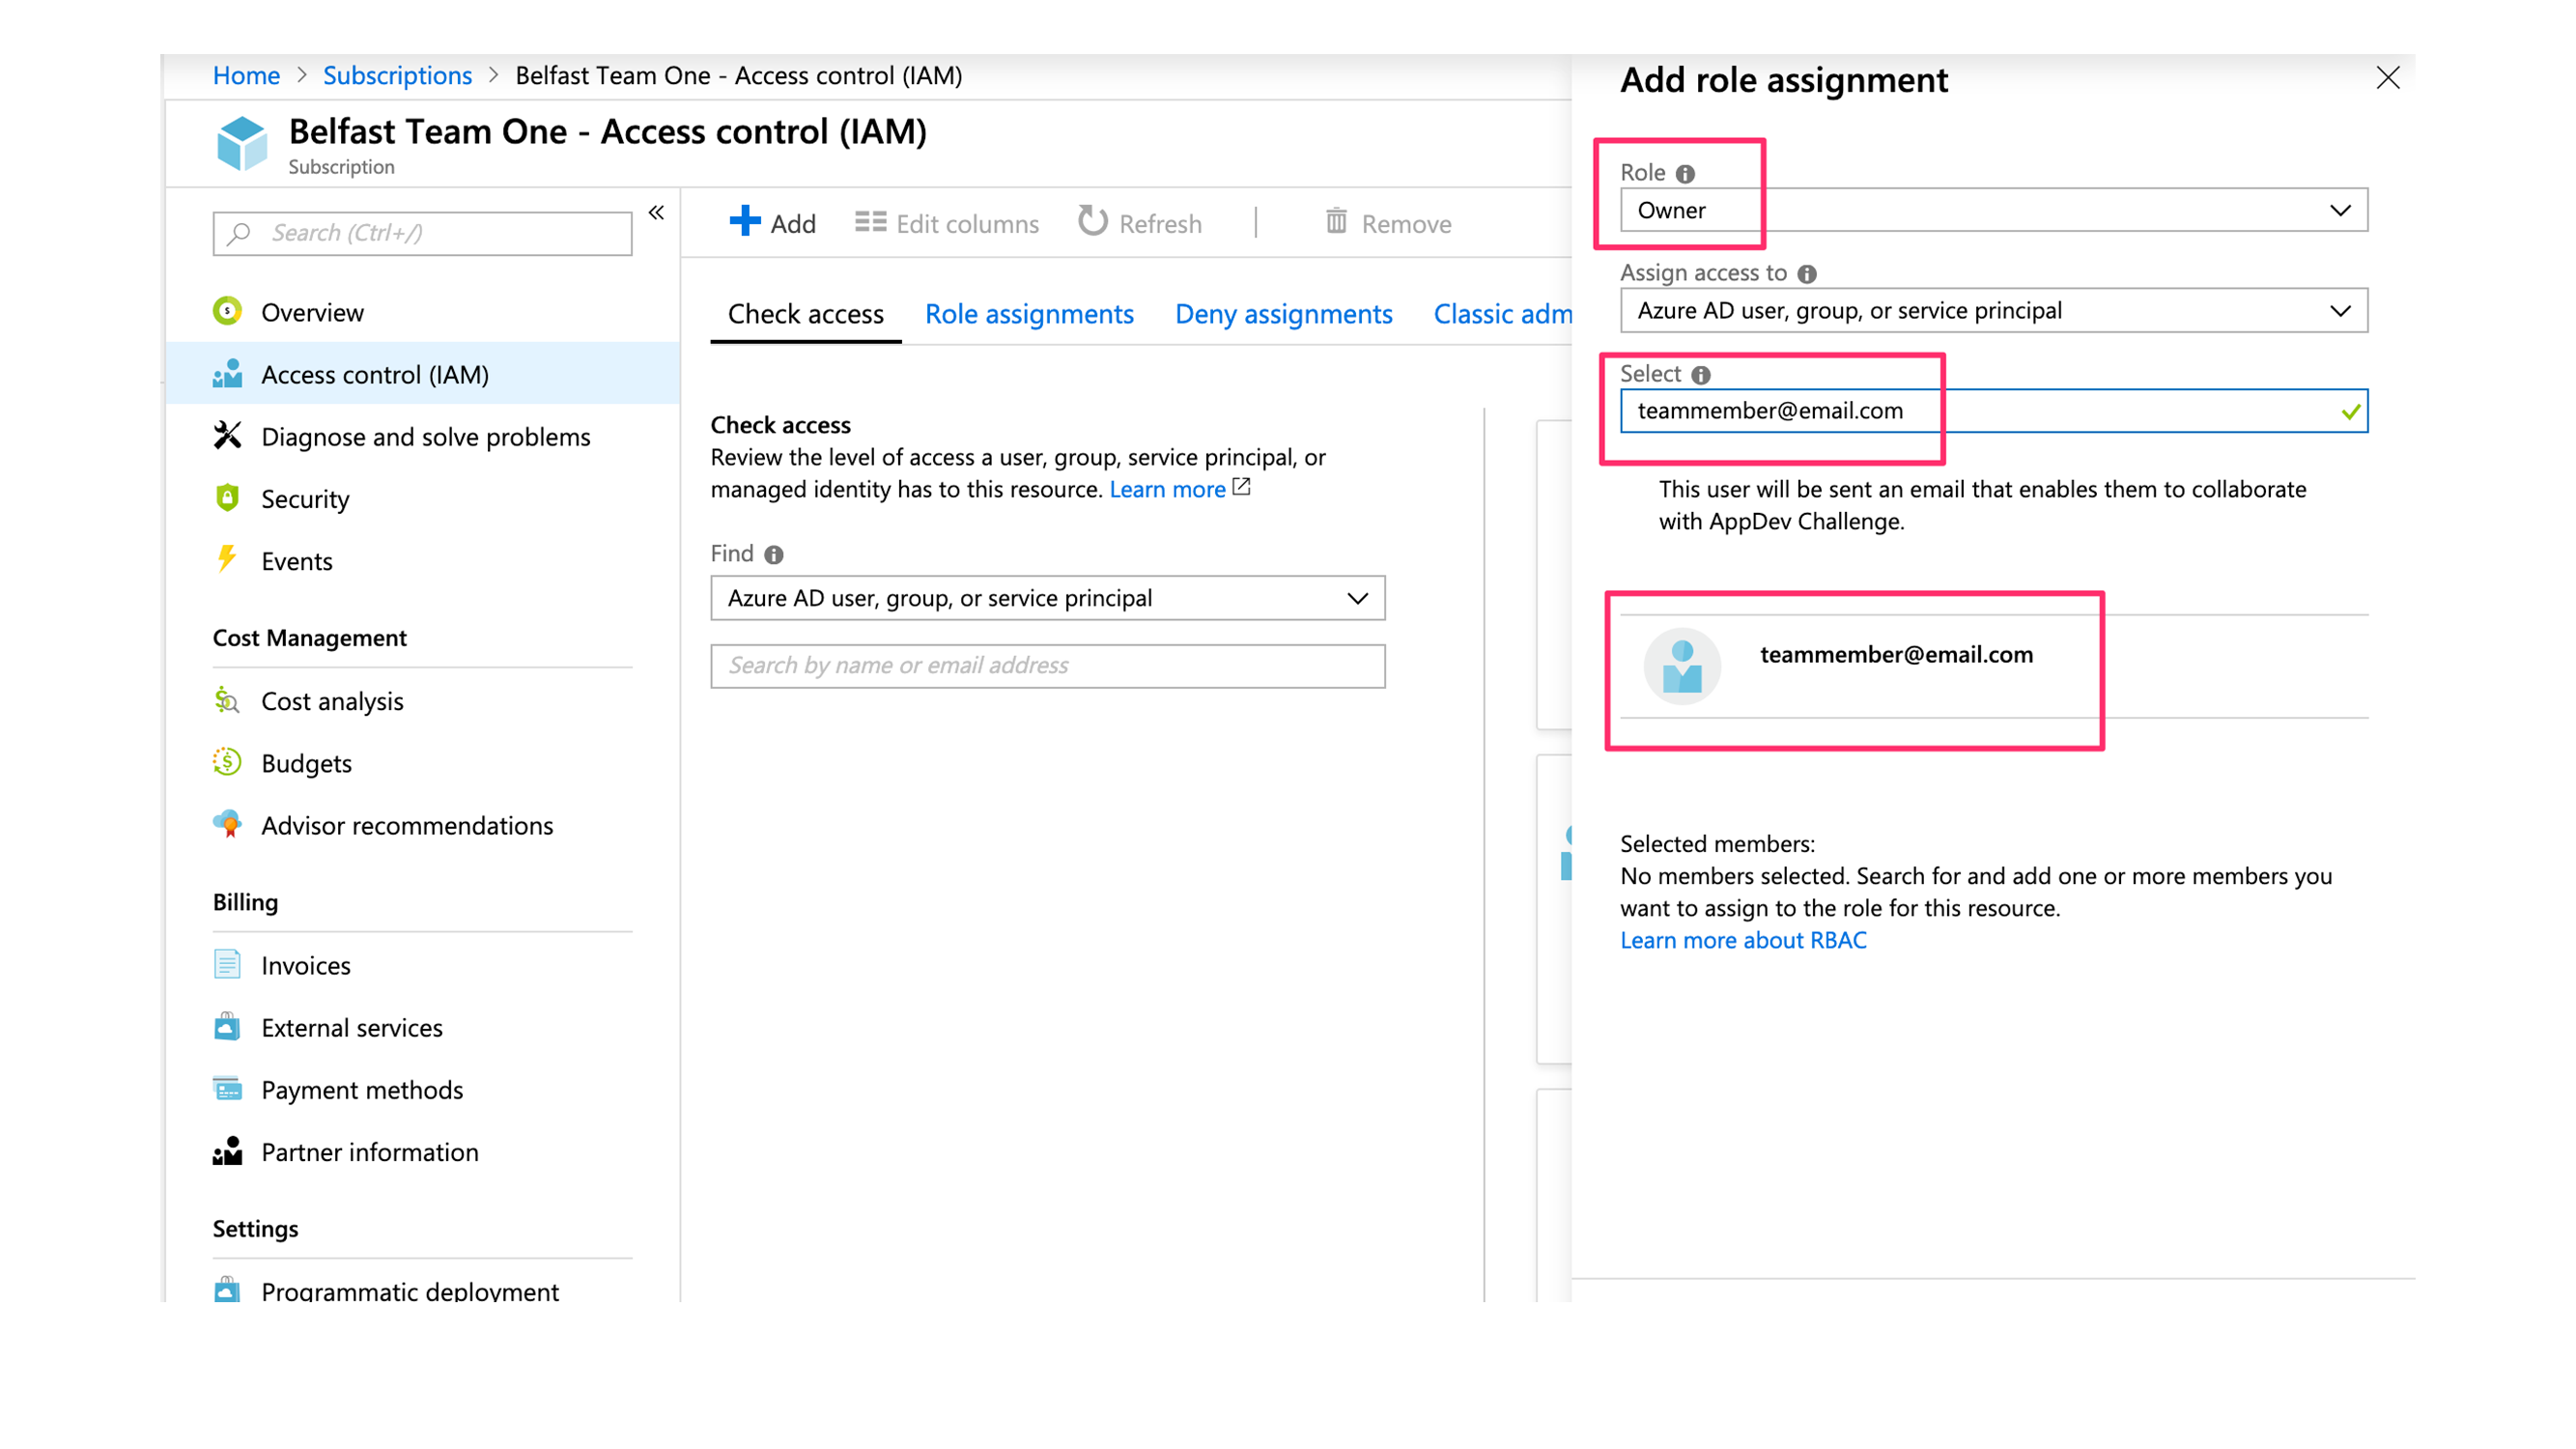 Home > Subscriptions > Belfast Team One - Access control (IAM)
Belfast Team One - Access control (IAM)
Subscription
Search (Ctrl+/)
Overview
Access control (IAM)
Diagnose and solve problems
Security
Events
Cost Management
Cost analysis
Budgets
Advisor recommendations
Billing
Invoices
External services
Payment methods
Partner information
Settings
Programmatic deployment
Add
Edit columns
Refresh
Remove
Check access
Role assignments
Deny assignments
Classic adm
Check access
Review the level of access a user, group, service principal, or
managed identity has to this resource. Learn more
Find
Azure AD user, group, or service principal
Search by name or email address
Add role assignment
Role
Owner
Assign access to
Azure AD user, group, or service principal
Select
teammember@email.com
This user will be sent an email that enables them to collaborate
with AppDev Challenge.
teammember@email.com
Selected members:
No members selected. Search for and add one or more members you
want to assign to the role for this resource.
Learn more about RBAC